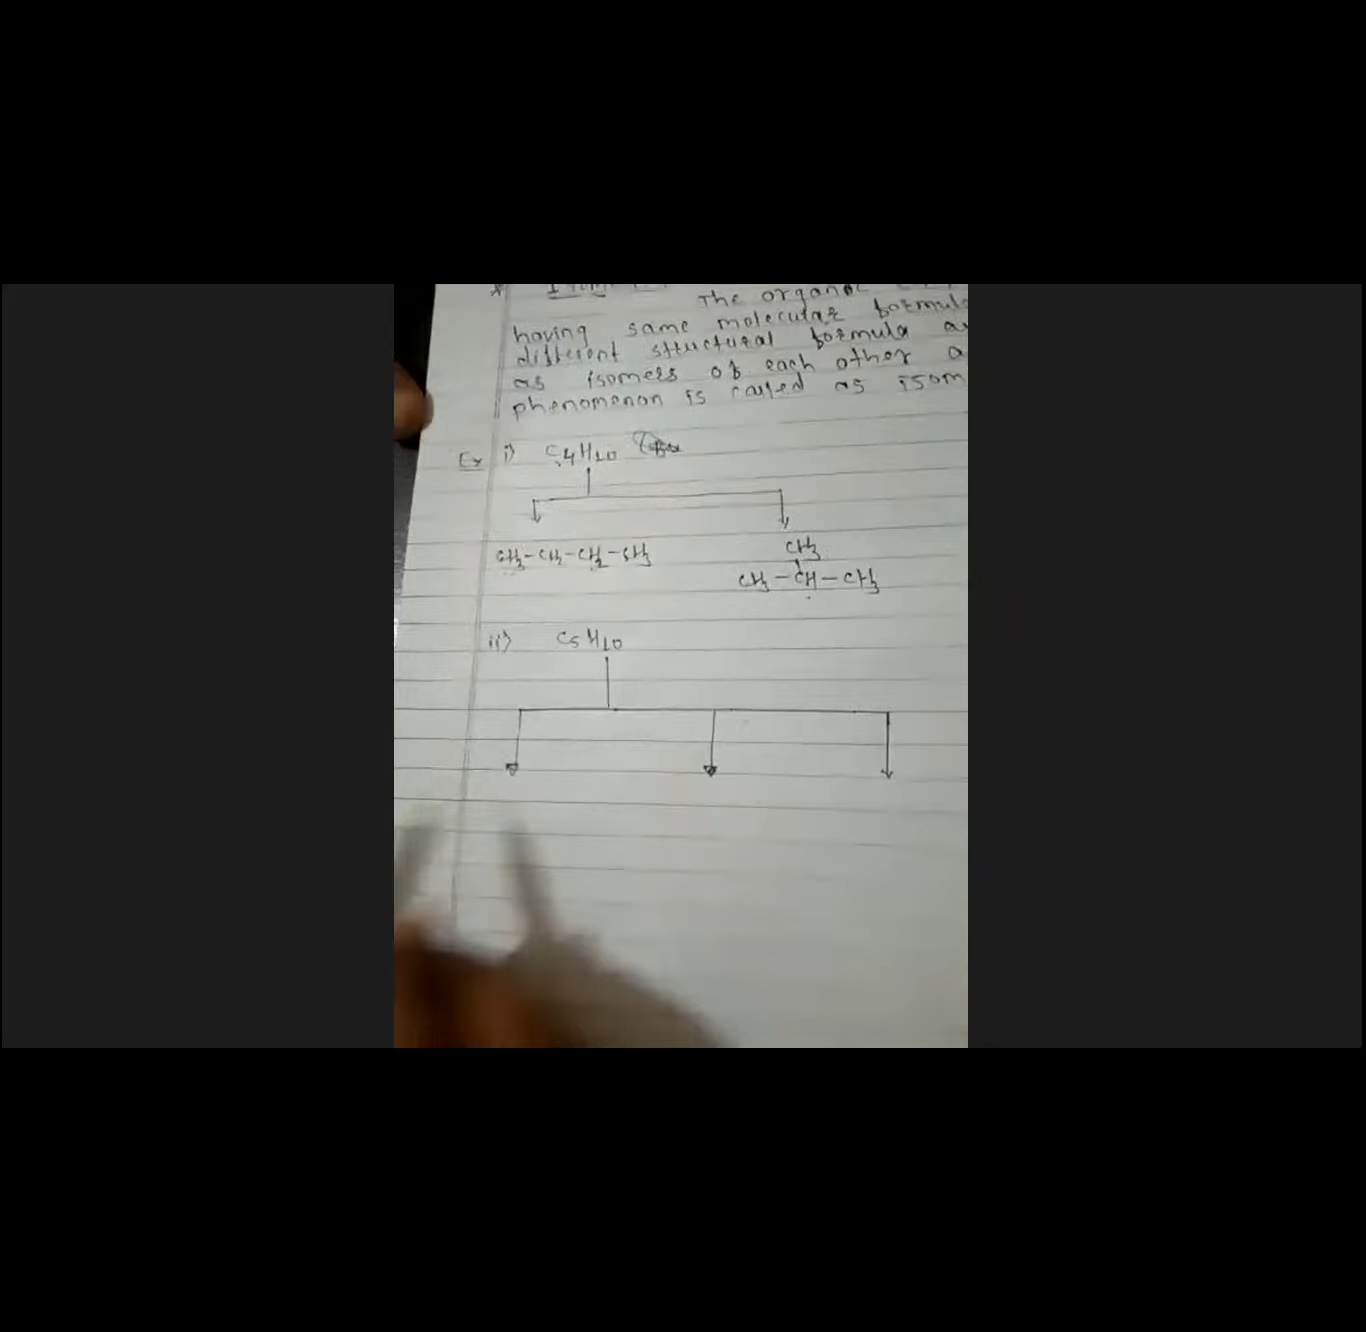 The organ
having same molecular formula
different structural formula a
as isomers of each other a
phenomenon is called as isom
Ex i) C4H10
CH3-CH2-CH2-CH3
CH3
CH3-CH-CH3
ii) C5H10